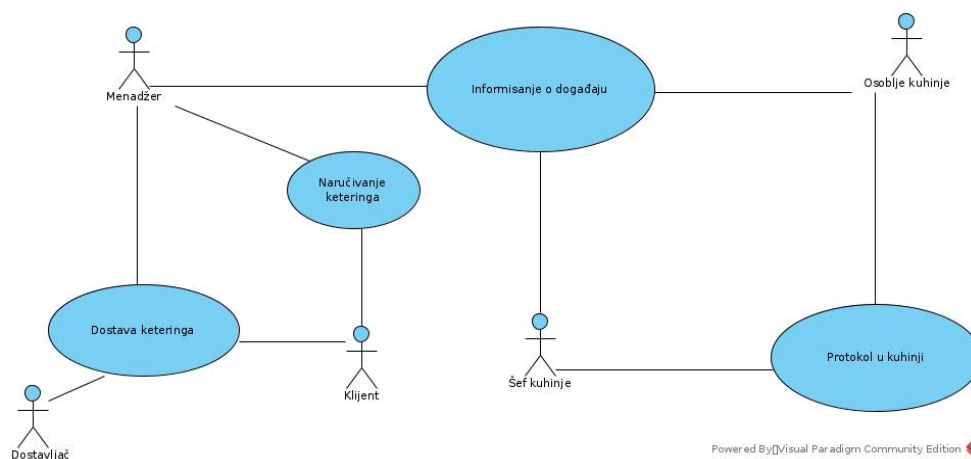 Menadžer
Informisanje o događaju
Osoblje kuhinje
Naručivanje
keteringa
Dostava keteringa
Klijent
Šef kuhinje
Protokol u kuhinji
Dostavljač
Powered By▯Visual Paradigm Community Edition